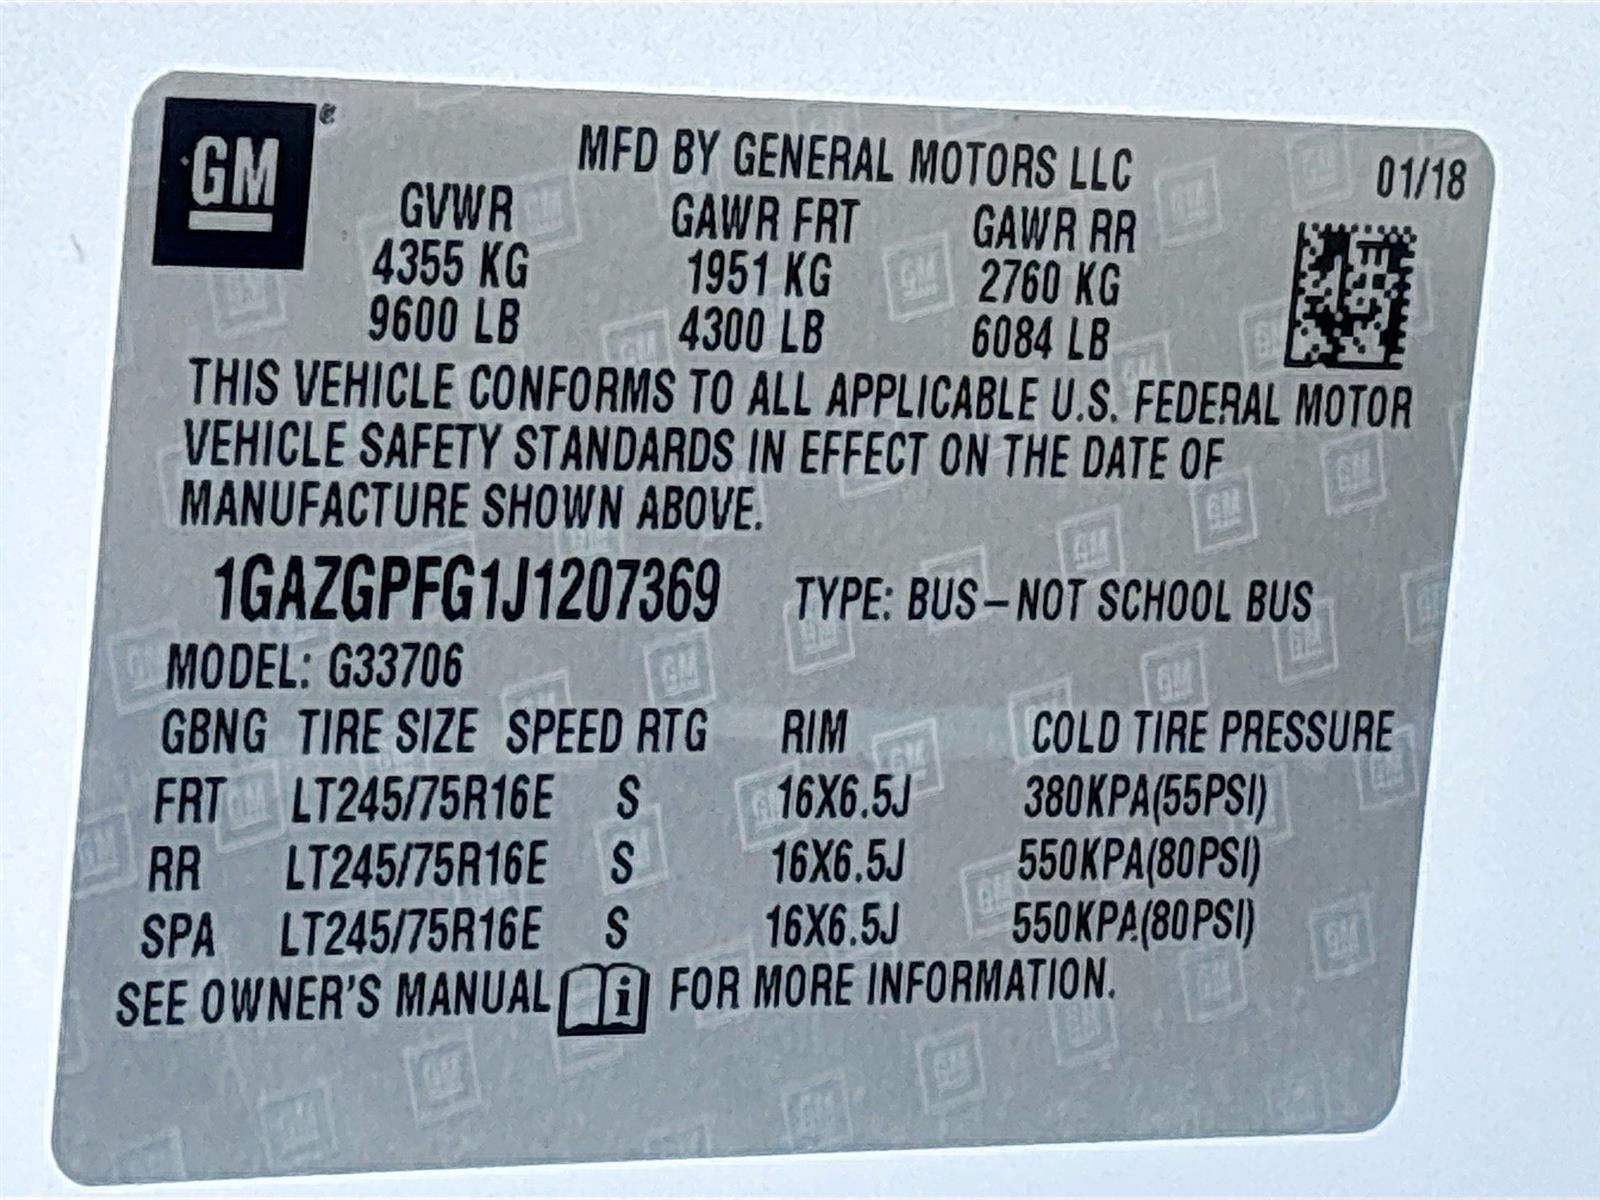 GM
MFD BY GENERAL MOTORS LLC 01/18
GVWR GAWR FRT GAWR RR
4355 KG 1951 KG 2760 KG
9600 LB 4300 LB 6084 LB
THIS VEHICLE CONFORMS TO ALL APPLICABLE U.S. FEDERAL MOTOR
VEHICLE SAFETY STANDARDS IN EFFECT ON THE DATE OF
MANUFACTURE SHOWN ABOVE.
1GAZGPFG1J1207369 TYPE: BUS–NOT SCHOOL BUS
MODEL: G33706
GBNG TIRE SIZE SPEED RTG RIM COLD TIRE PRESSURE
FRT LT245/75R16E S 16X6.5J 380KPA(55PSI)
RR LT245/75R16E S 16X6.5J 550KPA(80PSI)
SPA LT245/75R16E S 16X6.5J 550KPA(80PSI)
SEE OWNER'S MANUAL i FOR MORE INFORMATION.